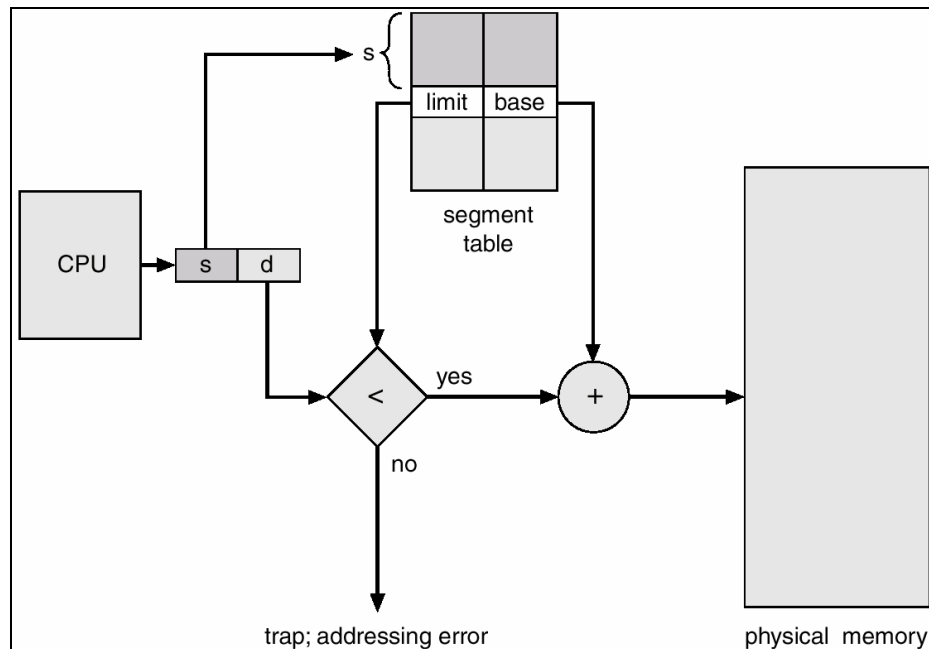 s
limit base
segment
table
CPU
s d
<
yes
+
no
trap; addressing error
physical memory